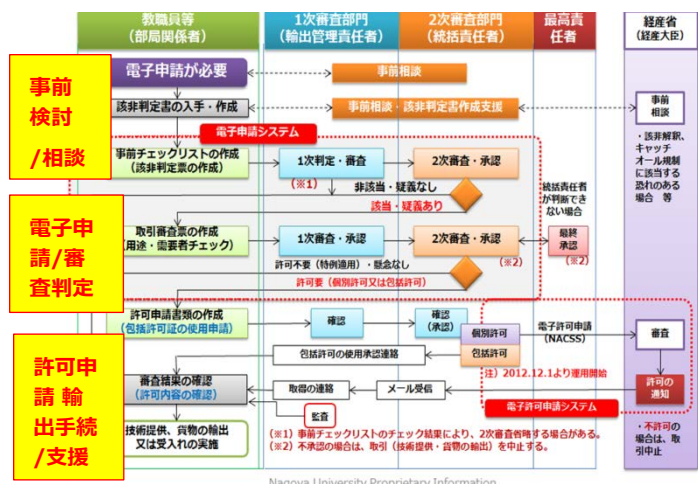 教職員等
（部局関係者）
1次審査部門
（輸出管理責任者）
2次審査部門
（統括責任者）
最高責
任者
経産省
（経産大臣）
事前
検討
/相談
電子申請が必要
事前相談
該非判定書の入手・作成
事前相談・該非判定書作成支援
事前
相談
・該非解釈、
キャッチ
オール規制
に該当する
恐れのある
場合　等
電子申請システム
事前チェックリストの作成
（該非判定票の作成）
1次判定・審査
2次審査・承認
（※1）
非該当・疑義なし
該当・疑義あり
統括責任者
が判断でき
ない場合
電子申
請/審
査判定
取引審査票の作成
（用途・需要者チェック）
1次審査・承認
2次審査・承認
最終
承認
（※2）
（※2）
許可不要（特例適用）・懸念なし
許可要（個別許可又は包括許可）
許可申請書類の作成
（包括許可証の使用申請）
確認
確認
（承認）
個別許可
包括許可
電子許可申請
（NACSS）
審査
包括許可の使用承認連絡
注）2012.12.1より運用開始
許可申
請 輸
出手続
/支援
審査結果の確認
（許可内容の確認）
取得の連絡
メール受信
許可の
通知
電子許可申請システム
監査
技術提供、貨物の輸出
又は受入れの実施
（※1）事前チェックリストのチェック結果により、2次審査省略する場合がある。
（※2）不承認の場合は、取引（技術提供・貨物の輸出）を中止する。
・不許可の
場合は、取
引中止
Nagoya University Proprietary Information